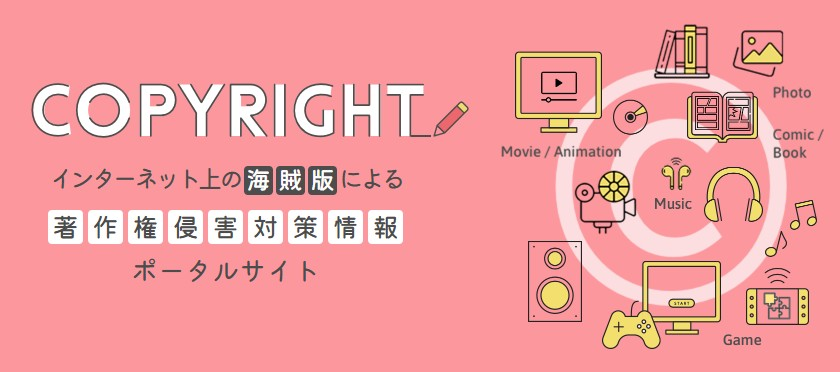 COPYRIGHT
インターネット上の海賊版による
著作権侵害対策情報
ポータルサイト
Photo
Comic /
Book
Movie / Animation
Music
START
Game